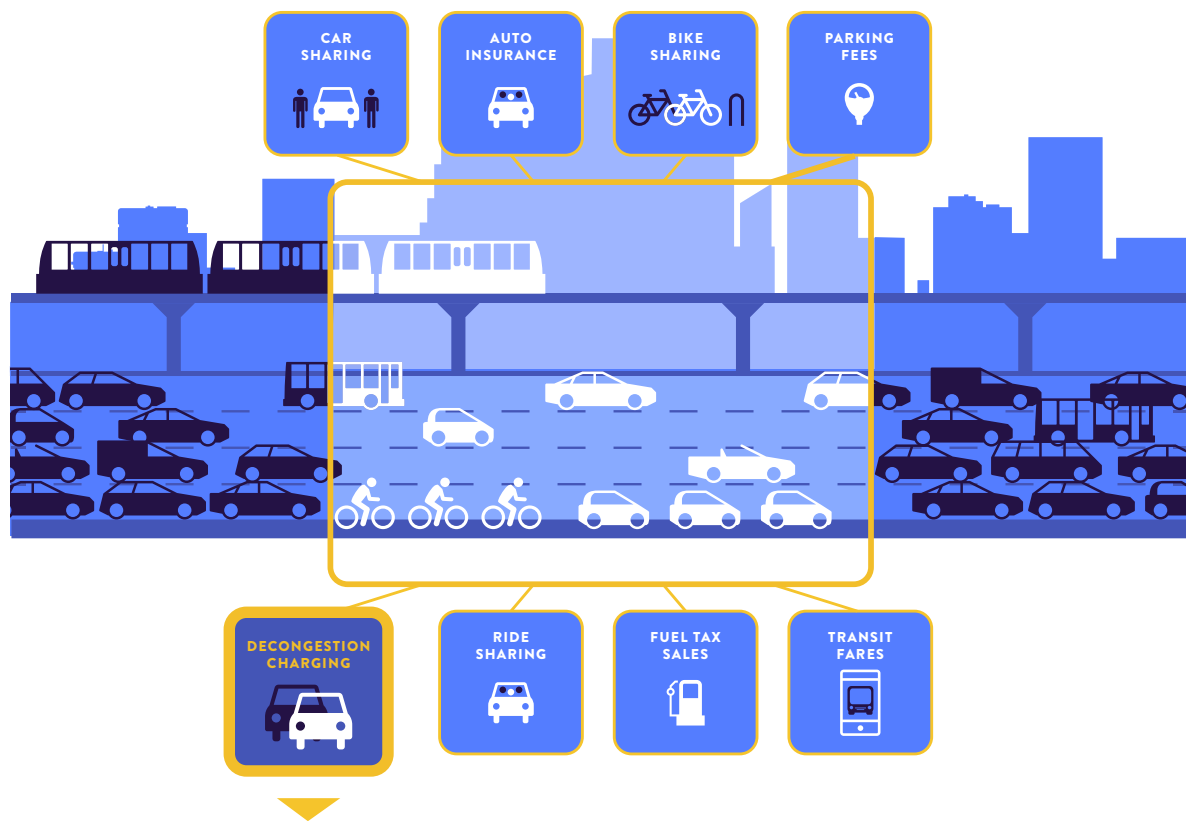 CAR
SHARING
AUTO
INSURANCE
BIKE
SHARING
PARKING
FEES
DECONGESTION
CHARGING
RIDE
SHARING
FUEL TAX
SALES
TRANSIT
FARES